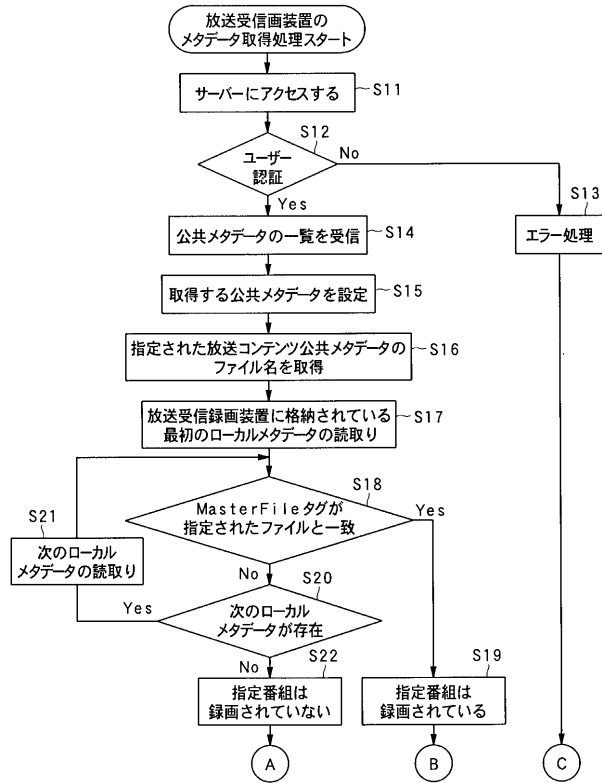 放送受信画装置の
メタデータ取得処理スタート
サーバーにアクセスする
S11
S12
ユーザー
認証
No
Yes
S13
エラー処理
公共メタデータの一覧を受信
S14
取得する公共メタデータを設定
S15
指定された放送コンテンツ公共メタデータの
ファイル名を取得
S16
放送受信録画装置に格納されている
最初のローカルメタデータの読取り
S17
S18
MasterFileタグが
指定されたファイルと一致
Yes
No
S21
次のローカル
メタデータの読取り
S20
次のローカル
メタデータが存在
Yes
No
S22
指定番組は
録画されていない
S19
指定番組は
録画されている
A
B
C